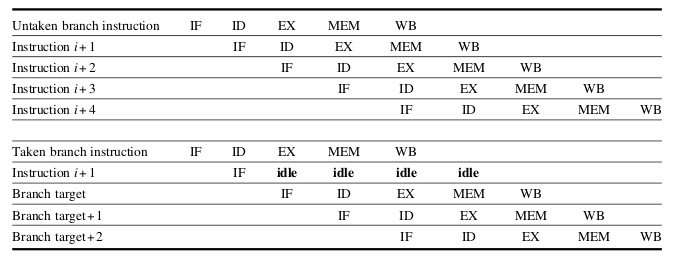 Untaken branch instruction IF ID EX MEM WB
Instruction i+ 1 IF ID EX MEM WB
Instruction i+ 2 IF ID EX MEM WB
Instruction i+ 3 IF ID EX MEM WB
Instruction i+ 4 IF ID EX MEM WB
Taken branch instruction IF ID EX MEM WB
Instruction i+ 1 IF idle idle idle idle
Branch target IF ID EX MEM WB
Branch target+1 IF ID EX MEM WB
Branch target+2 IF ID EX MEM WB